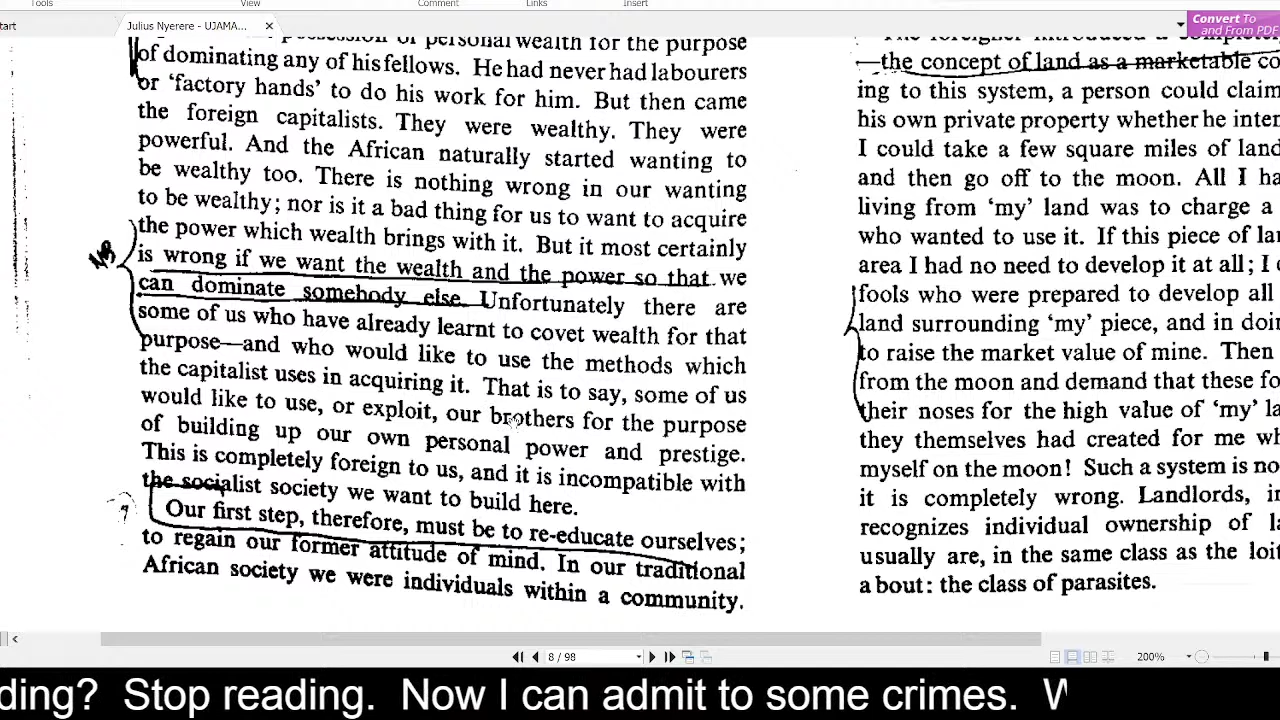 Tools View Comment Links Insert
tart
Julius Nyerere - UJAMA...
Convert To
and From PDF
of personal wealth for the purpose
of dominating any of his fellows. He had never had labourers
or ‘factory hands’ to do his work for him. But then came
the foreign capitalists. They were wealthy. They were
powerful. And the African naturally started wanting to
be wealthy too. There is nothing wrong in our wanting
to be wealthy; nor is it a bad thing for us to want to acquire
the power which wealth brings with it. But it most certainly
is wrong if we want the wealth and the power so that we
can dominate somebody else. Unfortunately there are
some of us who have already learnt to covet wealth for that
purpose—and who would like to use the methods which
the capitalist uses in acquiring it. That is to say, some of us
would like to use, or exploit, our brothers for the purpose
of building up our own personal power and prestige.
This is completely foreign to us, and it is incompatible with
the socialist society we want to build here.
Our first step, therefore, must be to re-educate ourselves;
to regain our former attitude of mind. In our traditional
African society we were individuals within a community.
The foreigner introduced a
—the concept of land as a marketable co
ing to this system, a person could claim
his own private property whether he inten
I could take a few square miles of land
and then go off to the moon. All I ha
living from ‘my’ land was to charge a
who wanted to use it. If this piece of lan
area I had no need to develop it at all; I
fools who were prepared to develop all
land surrounding ‘my’ piece, and in doin
to raise the market value of mine. Then
from the moon and demand that these fo
their noses for the high value of ‘my’ la
they themselves had created for me wh
myself on the moon! Such a system is no
it is completely wrong. Landlords, in
recognizes individual ownership of la
usually are, in the same class as the loit
about: the class of parasites.
8 / 98
200%
ding? Stop reading. Now I can admit to some crimes. W